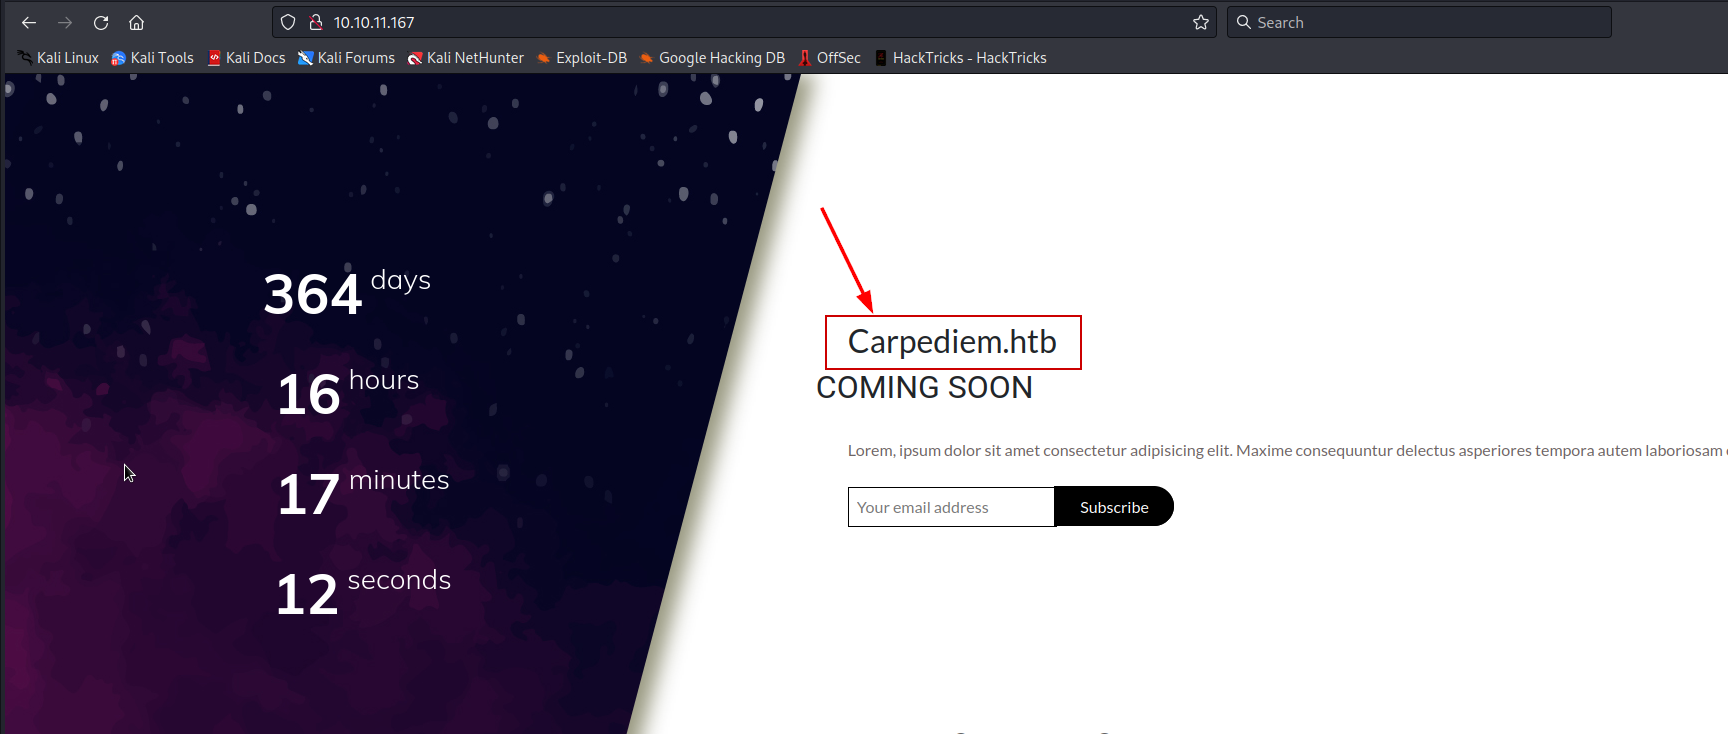 10.10.11.167
Search
Kali Linux Kali Tools Kali Docs Kali Forums Kali NetHunter Exploit-DB Google Hacking DB OffSec HackTricks - HackTricks
364 days
16 hours
17 minutes
12 seconds
Carpediem.htb
COMING SOON
Lorem, ipsum dolor sit amet consectetur adipisicing elit. Maxime consequuntur delectus asperiores tempora autem laboriosam
Your email address
Subscribe